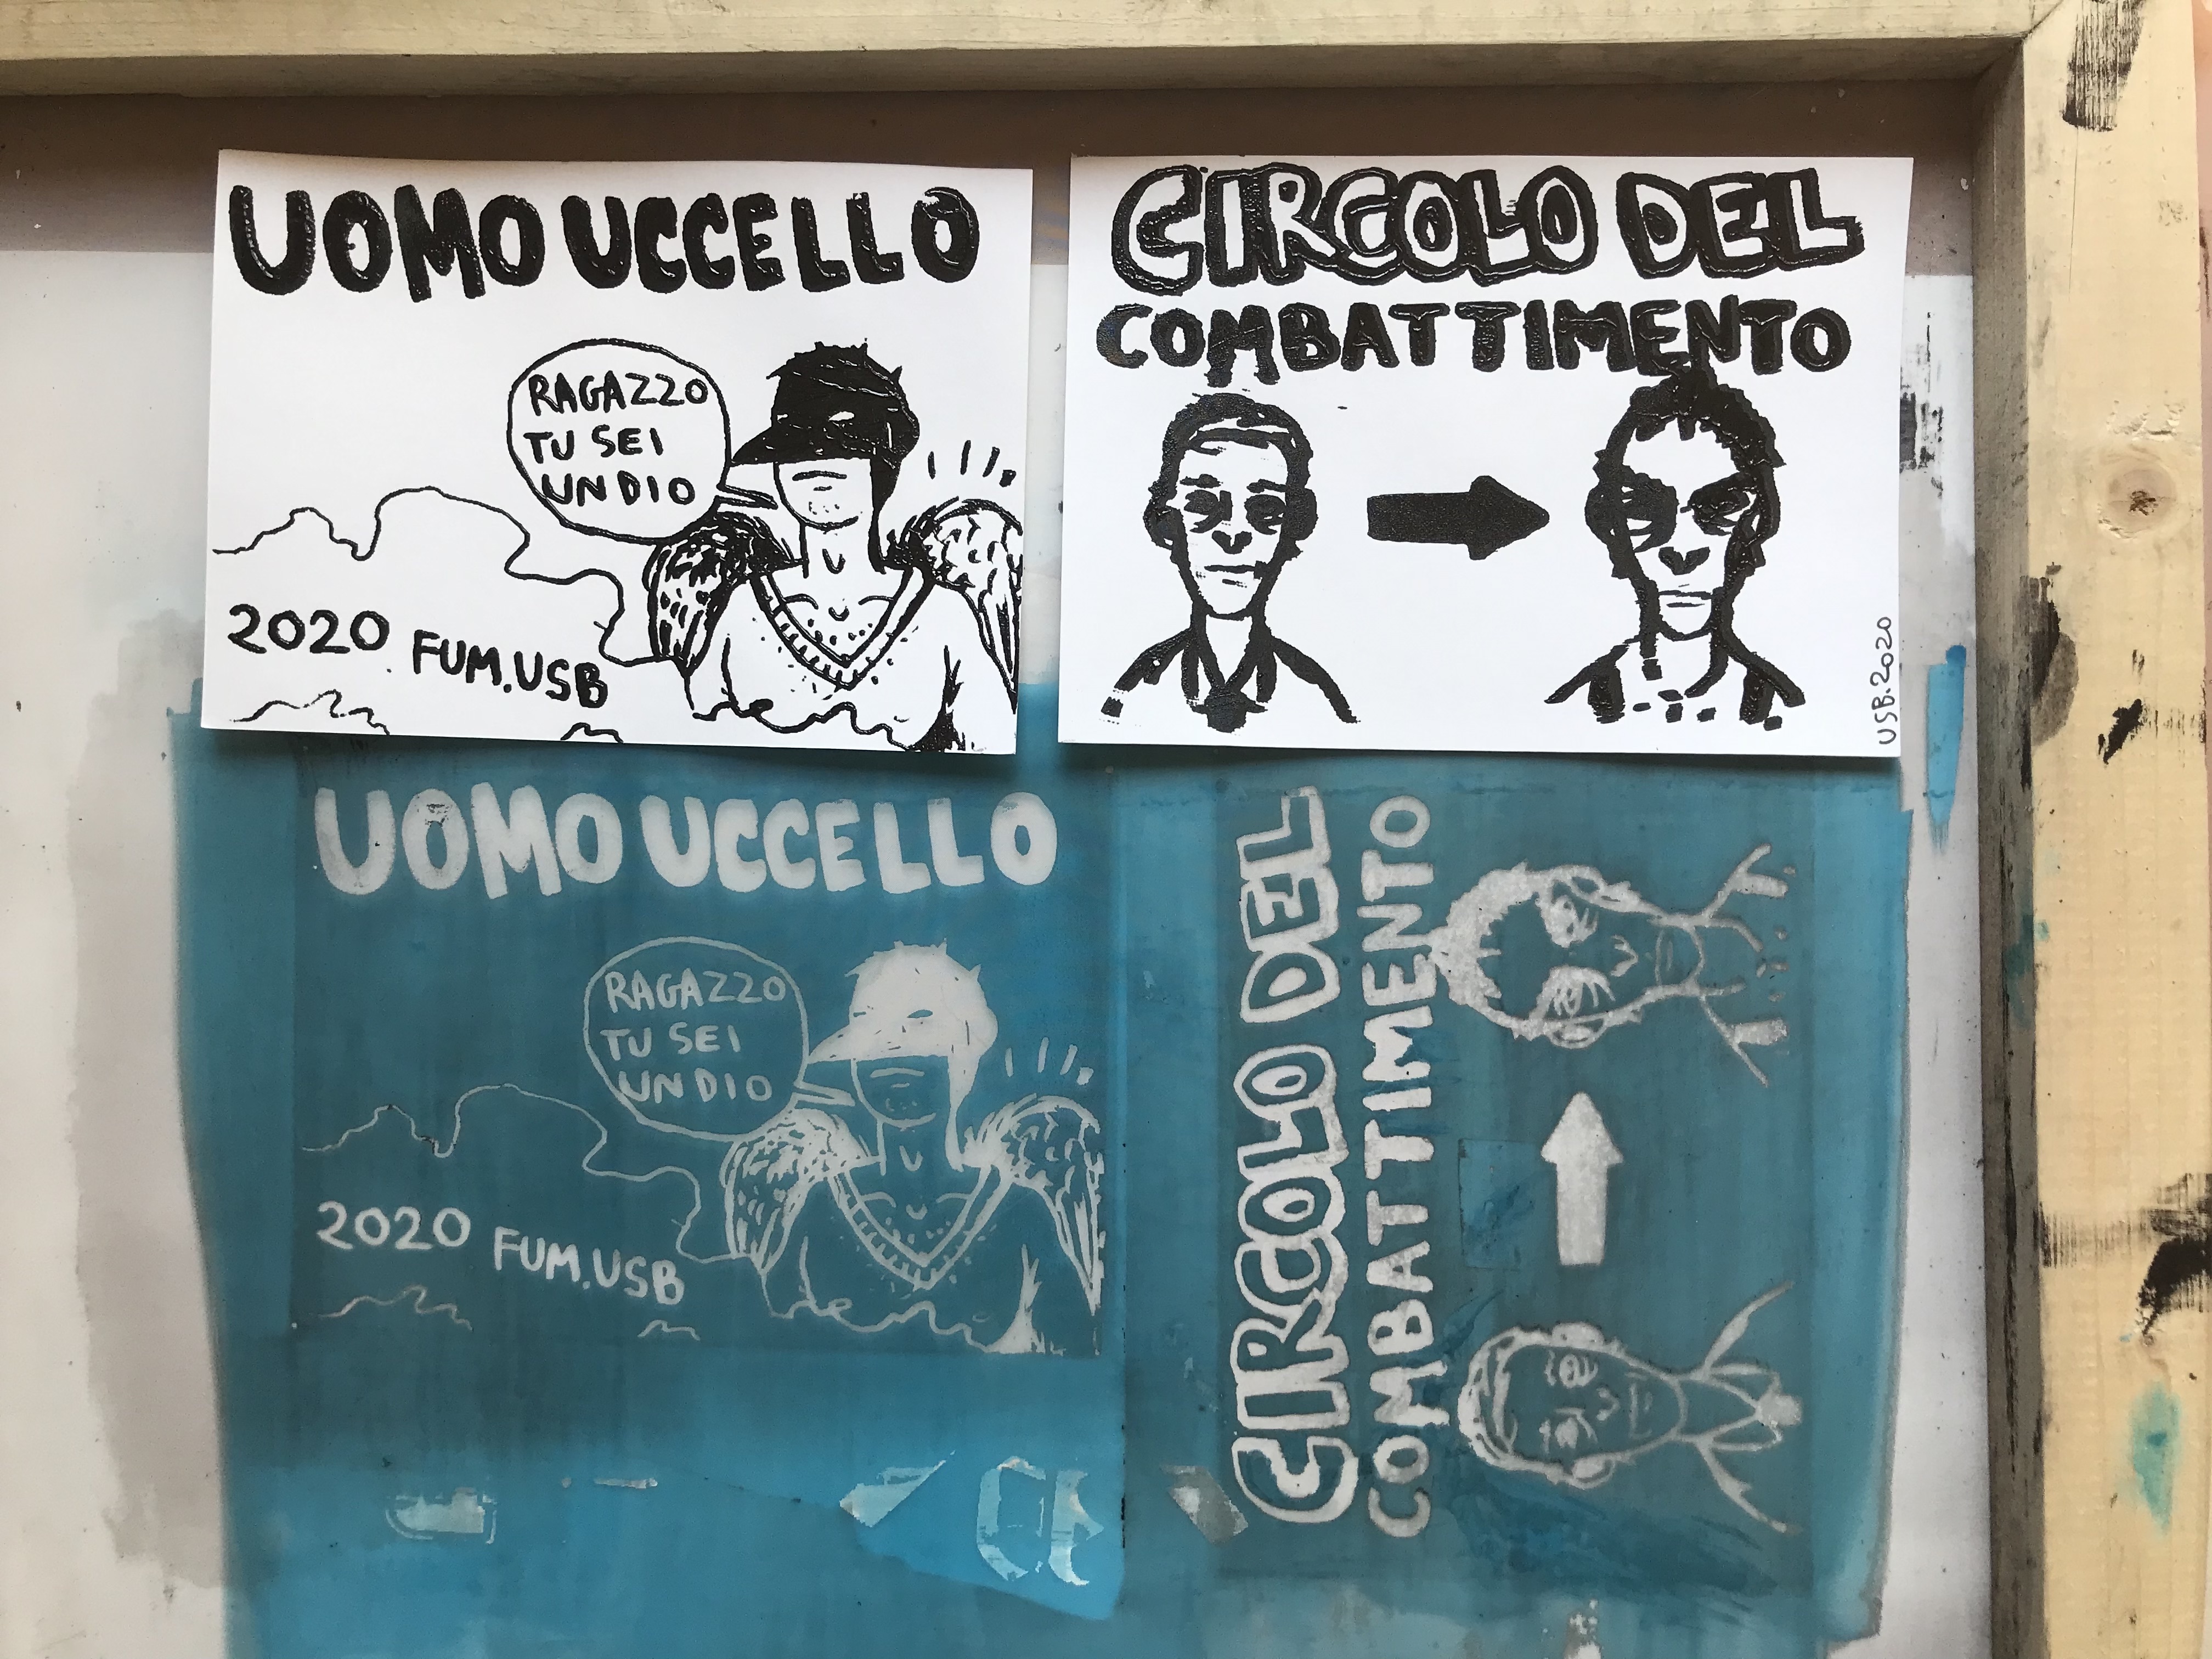 UOMO UCCELLO
RAGAZZO
TU SEI
UN DIO
2020 FUM.USB
CIRCOLO DEL
COMBATTIMENTO
USB.2020
UOMO UCCELLO
RAGAZZO
TU SEI
UN DIO
2020 FUM.USB
CIRCOLO DEL
COMBATTIMENTO